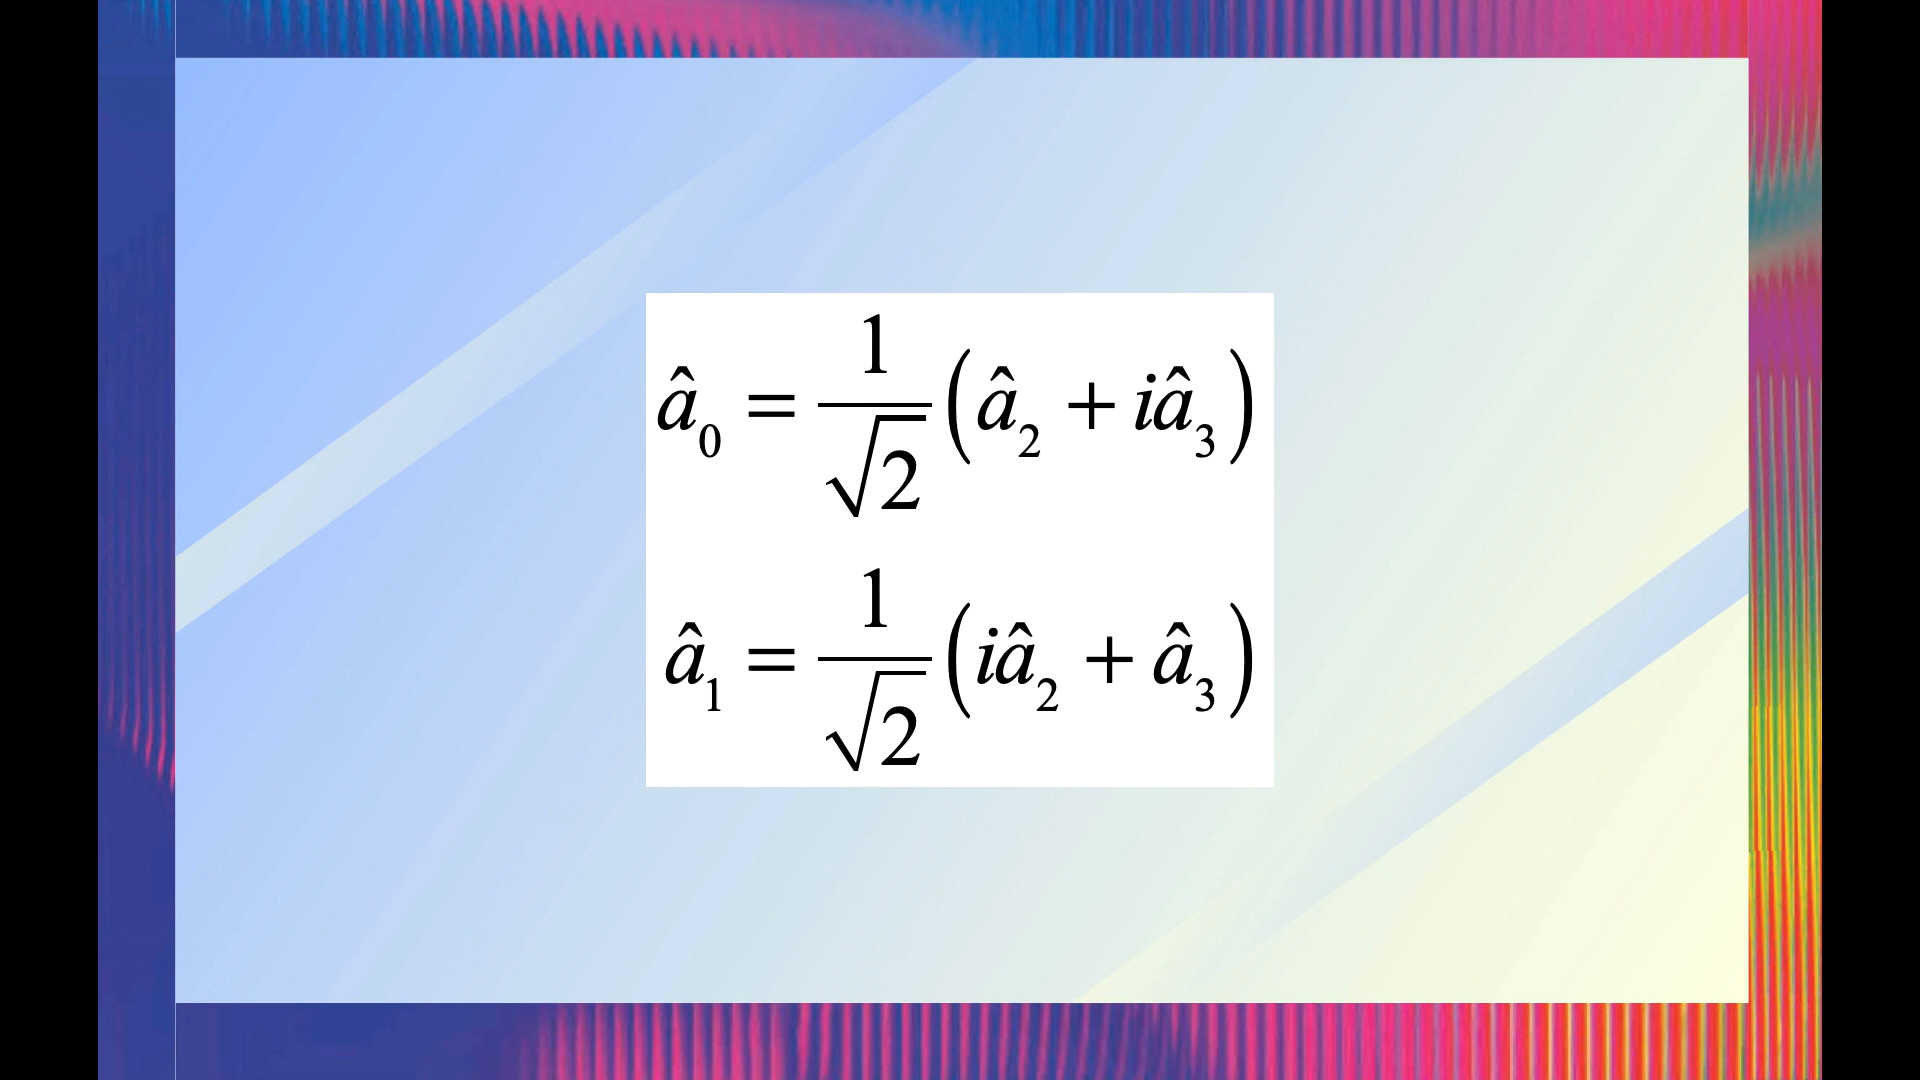 â₀ = 1/√2 (â₂ + iâ₃)
â₁ = 1/√2 (iâ₂ + â₃)